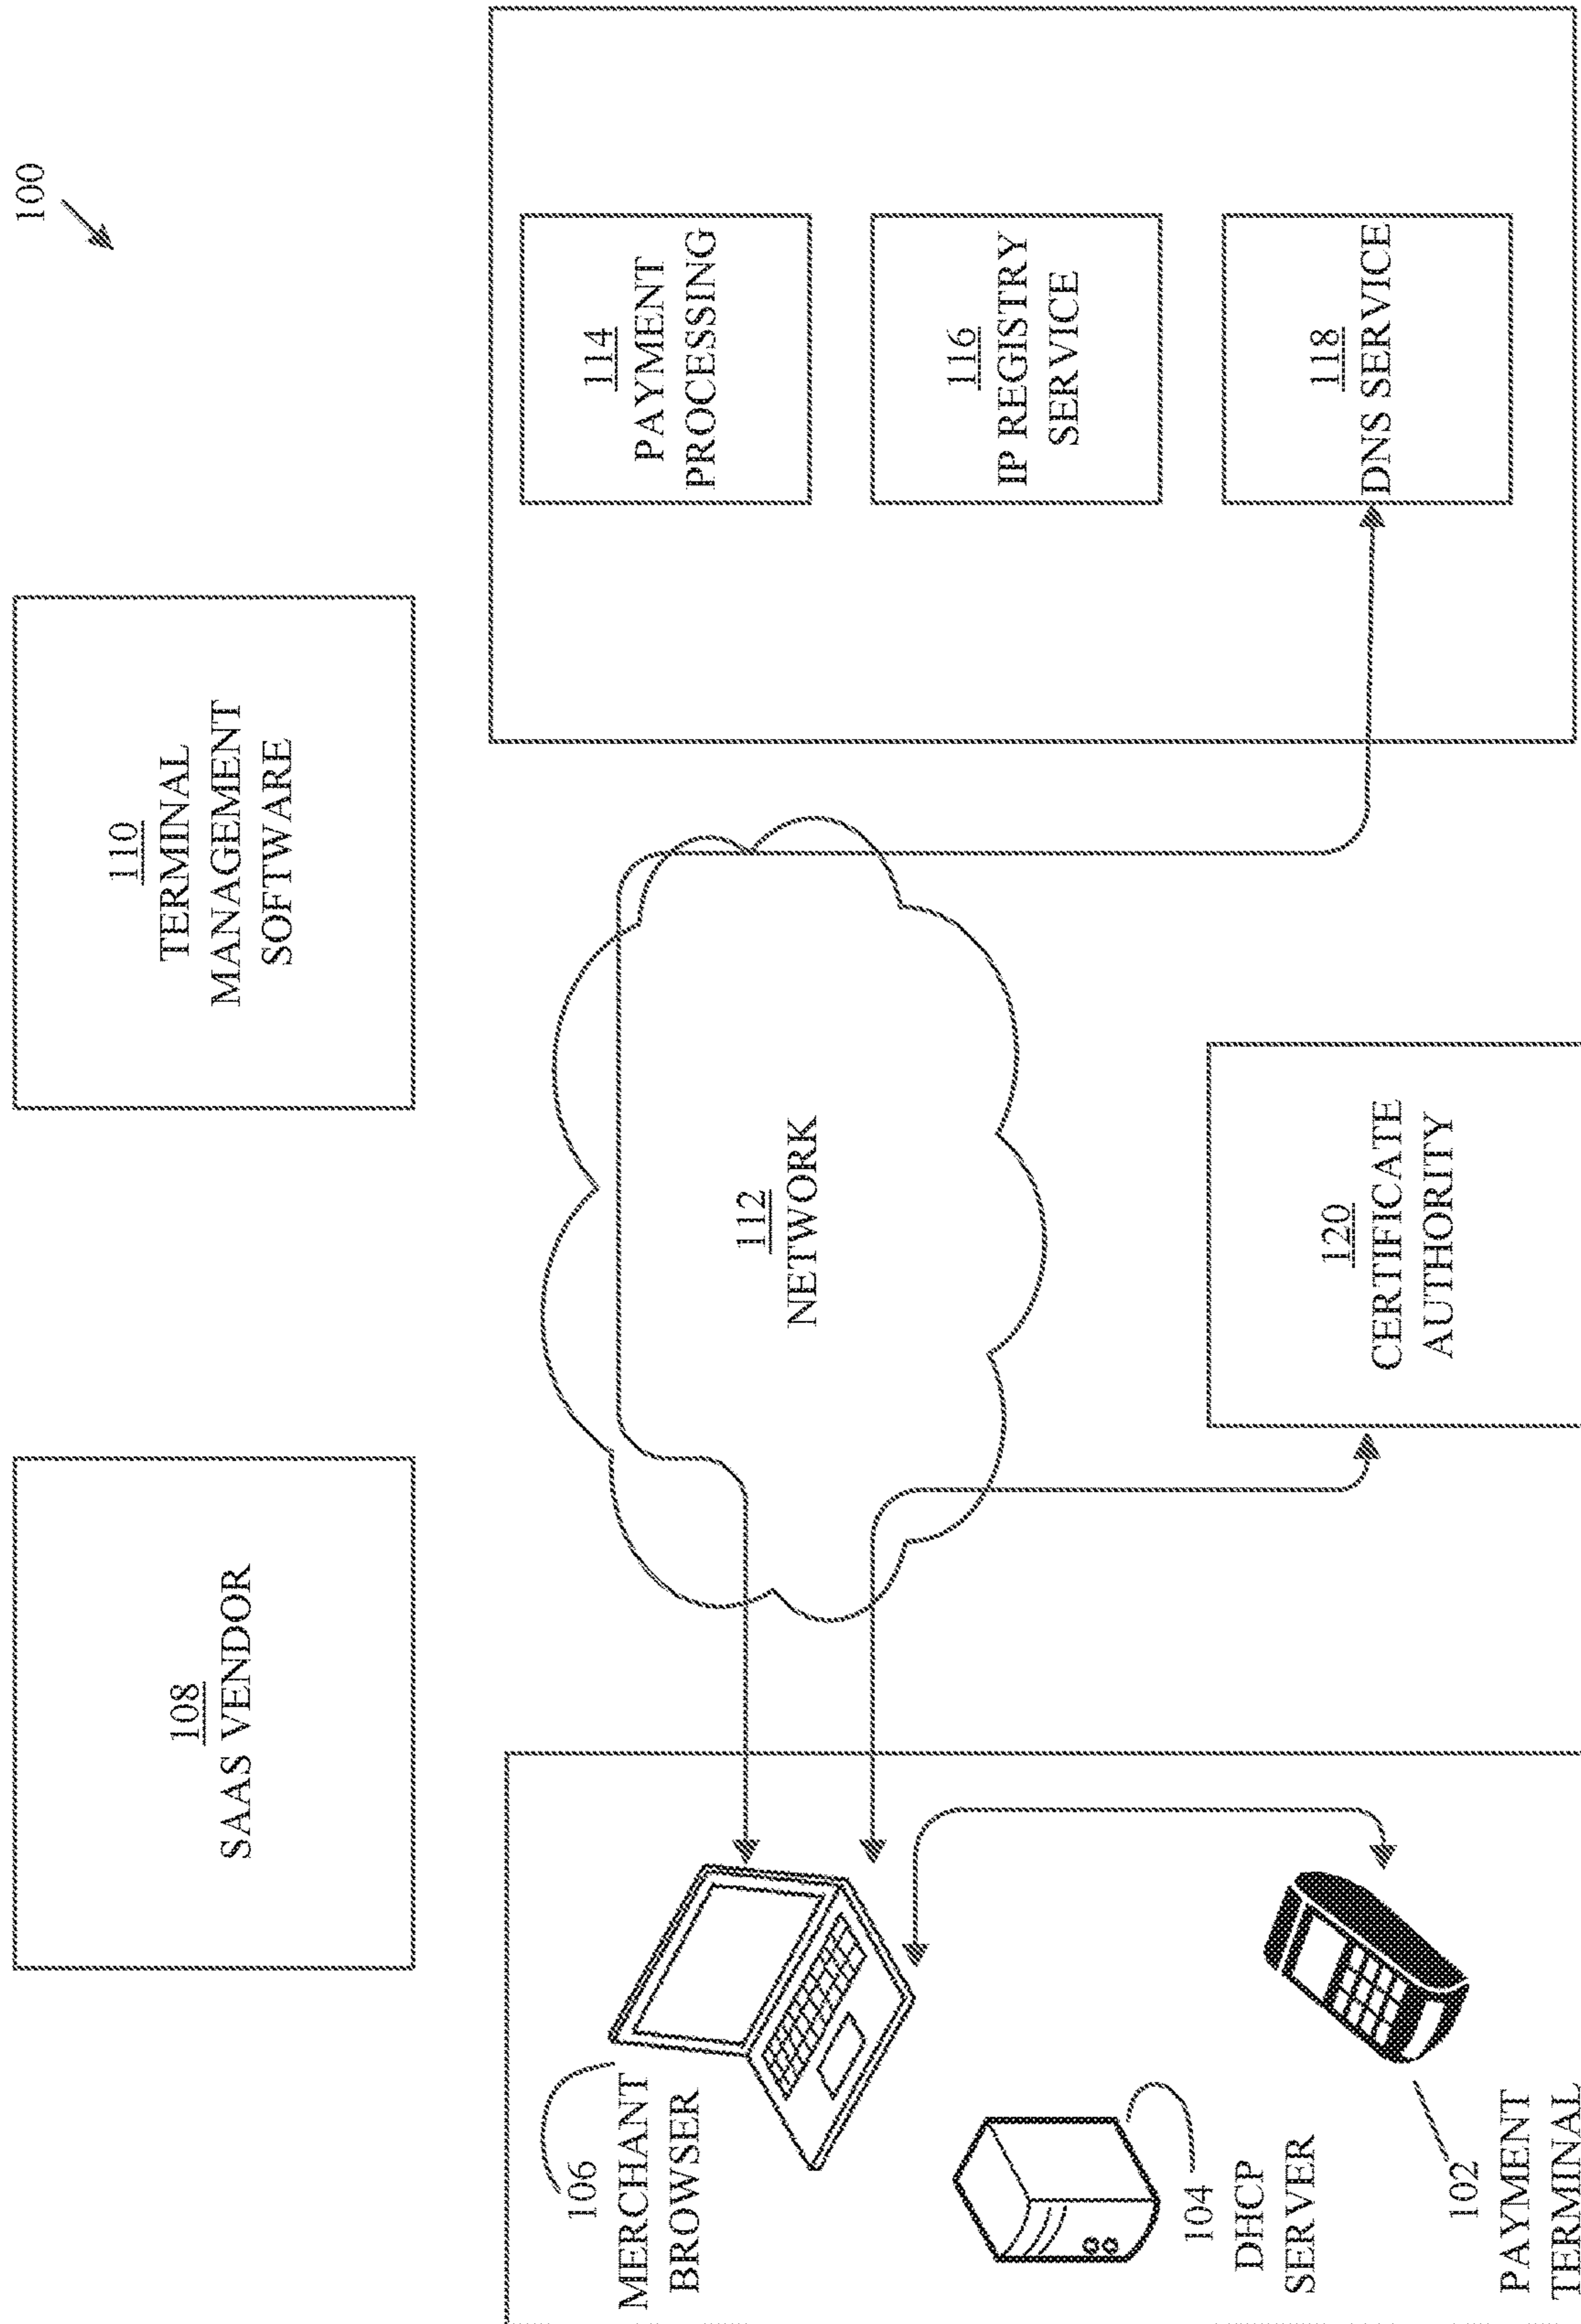 100
108
SAAS VENDOR
110
TERMINAL
MANAGEMENT
SOFTWARE
106
MERCHANT
BROWSER
104
DHCP
SERVER
102
PAYMENT
TERMINAL
112
NETWORK
120
CERTIFICATE
AUTHORITY
114
PAYMENT
PROCESSING
116
IP REGISTRY
SERVICE
118
DNS SERVICE